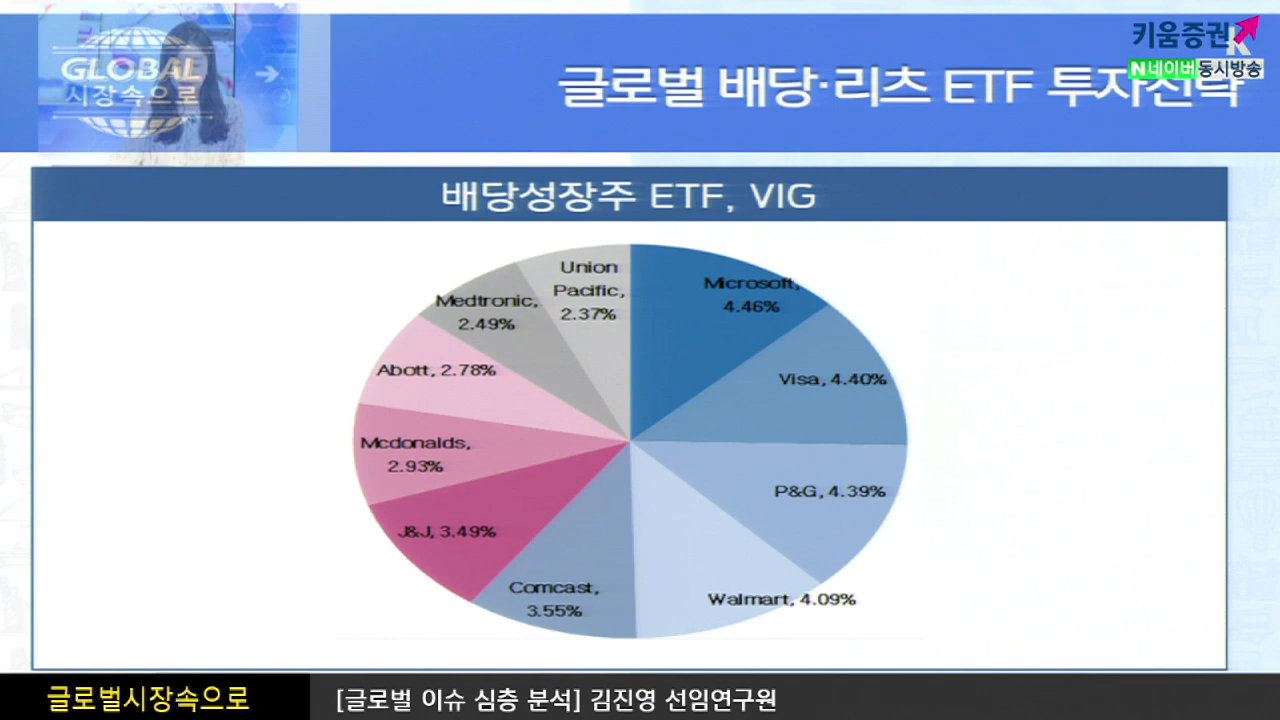 GLOBAL
시장속으로
키움증권
K
N 네이버 동시방송
글로벌 배당·리츠 ETF 투자전략
배당성장주 ETF, VIG
Union
Pacific,
2.37%
Microsoft,
4.46%
Medtronic,
2.49%
Abott, 2.78%
Visa, 4.40%
Mcdonalds,
2.93%
P&G, 4.39%
J&J, 3.49%
Comcast,
3.55%
Walmart, 4.09%
글로벌시장속으로
[글로벌 이슈 심층 분석] 김진영 선임연구원